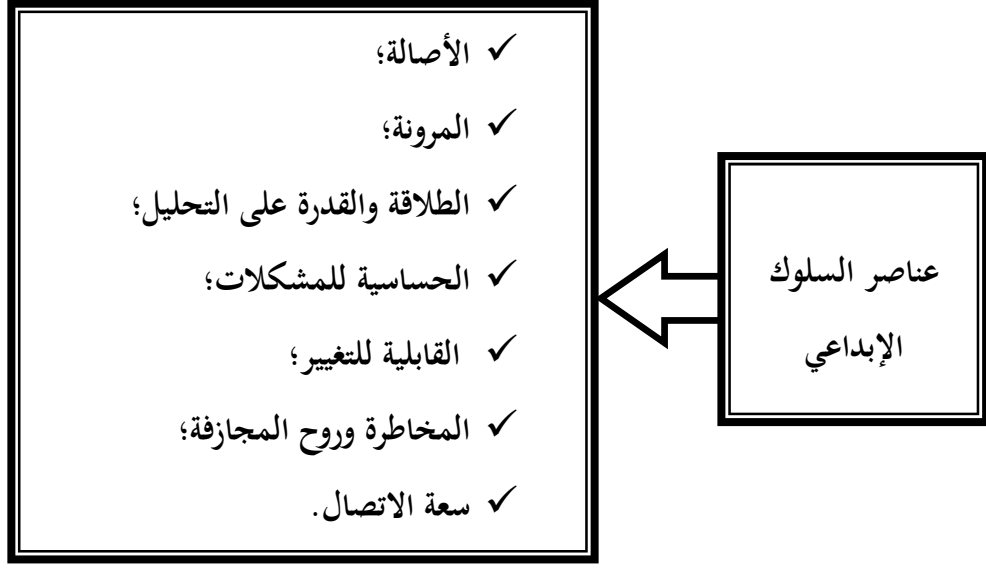 عناصر السلوك
الإبداعي
✓ الأصالة؛
✓ المرونة؛
✓ الطلاقة والقدرة على التحليل؛
✓ الحساسية للمشكلات؛
✓ القابلية للتغيير؛
✓ المخاطرة وروح المجازفة؛
✓ سعة الاتصال.